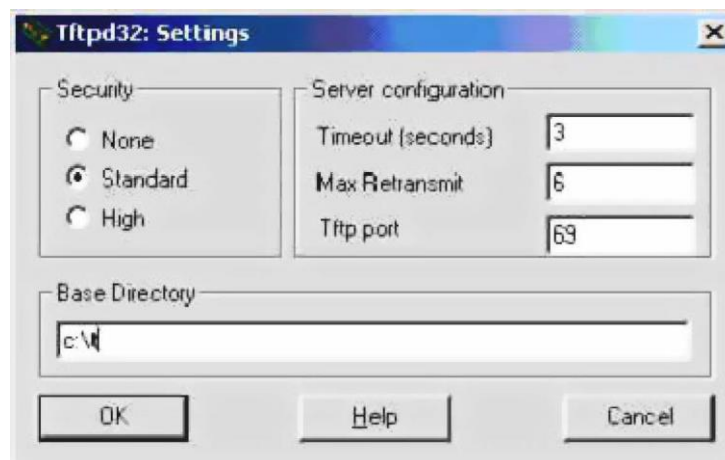 Tftpd32: Settings
Security
None
Standard
High
Server configuration
Timeout (seconds) 3
Max Retransmit 6
Tftp port 69
Base Directory
c:\t
OK Help Cancel